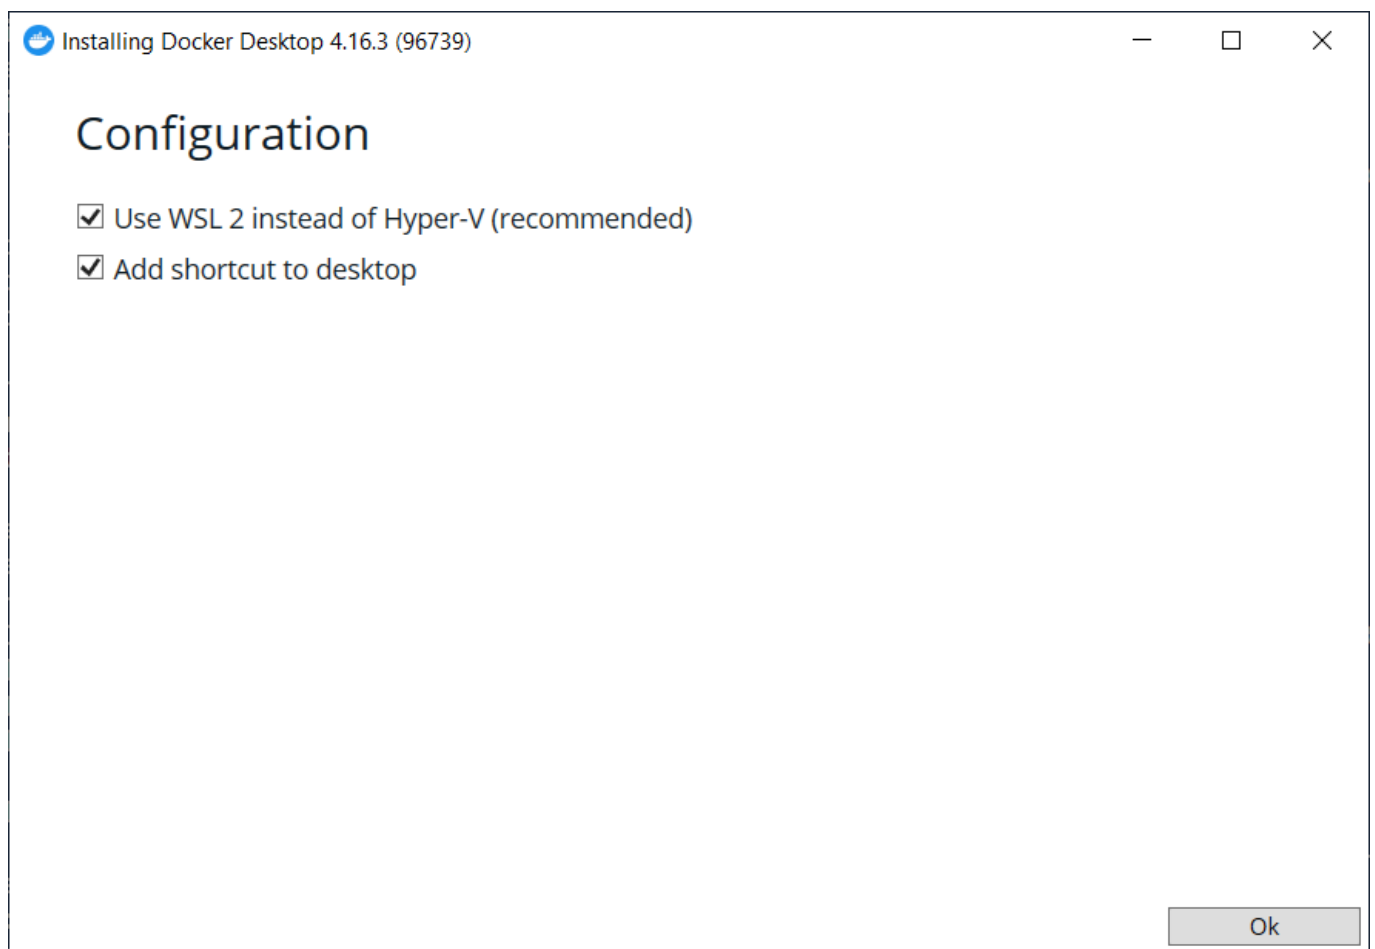 Installing Docker Desktop 4.16.3 (96739)
Configuration
Use WSL 2 instead of Hyper-V (recommended)
Add shortcut to desktop
Ok